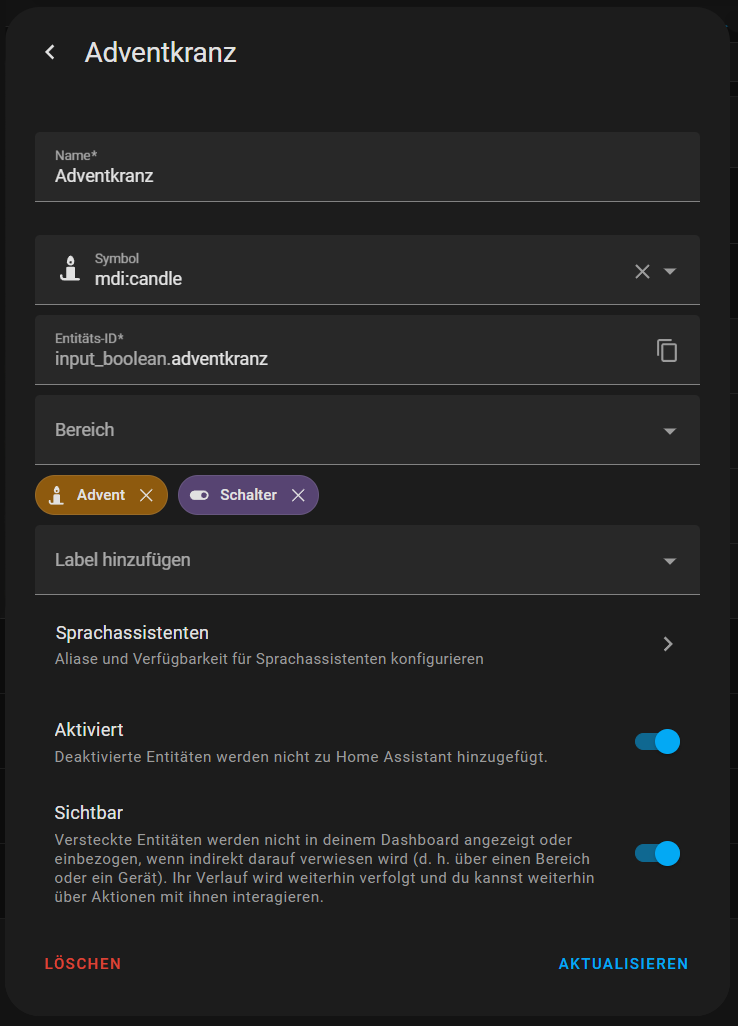 Adventkranz
Name*
Adventkranz
Symbol
mdi:candle
Entitäts-ID*
input_boolean.adventkranz
Bereich
Advent
Schalter
Label hinzufügen
Sprachassistenten
Aliase und Verfügbarkeit für Sprachassistenten konfigurieren
Aktiviert
Deaktivierte Entitäten werden nicht zu Home Assistant hinzugefügt.
Sichtbar
Versteckte Entitäten werden nicht in deinem Dashboard angezeigt oder
einbezogen, wenn indirekt darauf verwiesen wird (d. h. über einen Bereich
oder ein Gerät). Ihr Verlauf wird weiterhin verfolgt und du kannst weiterhin
über Aktionen mit ihnen interagieren.
LÖSCHEN
AKTUALISIEREN